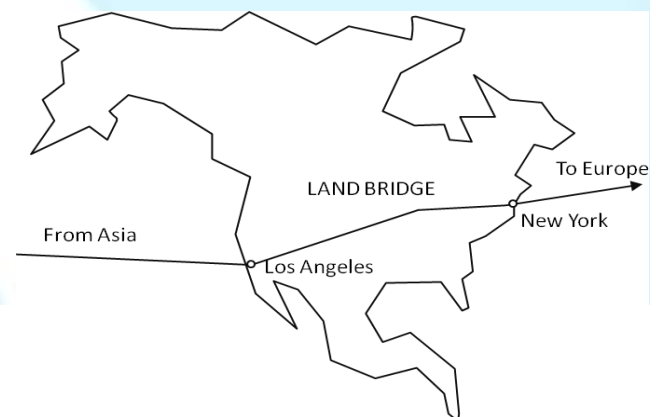 To Europe
LAND BRIDGE
New York
From Asia
Los Angeles